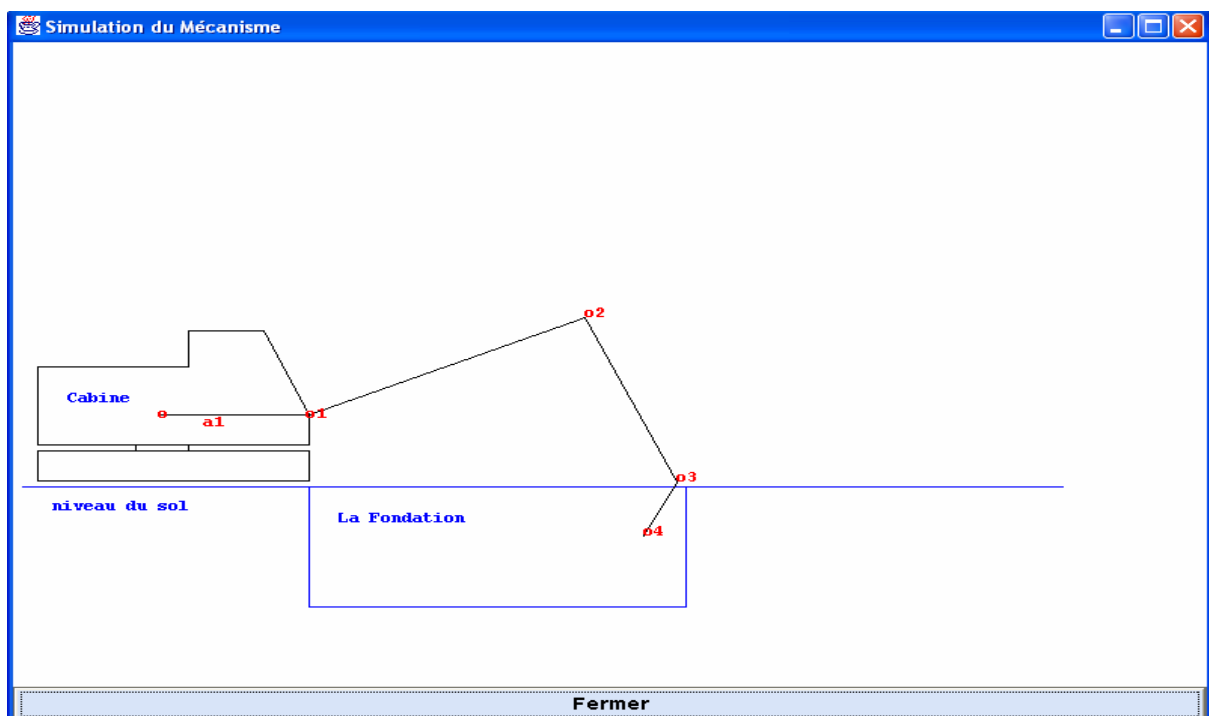 Simulation du Mécanisme
o2
Cabine
o
a1
o1
o3
niveau du sol
La Fondation
o4
Fermer